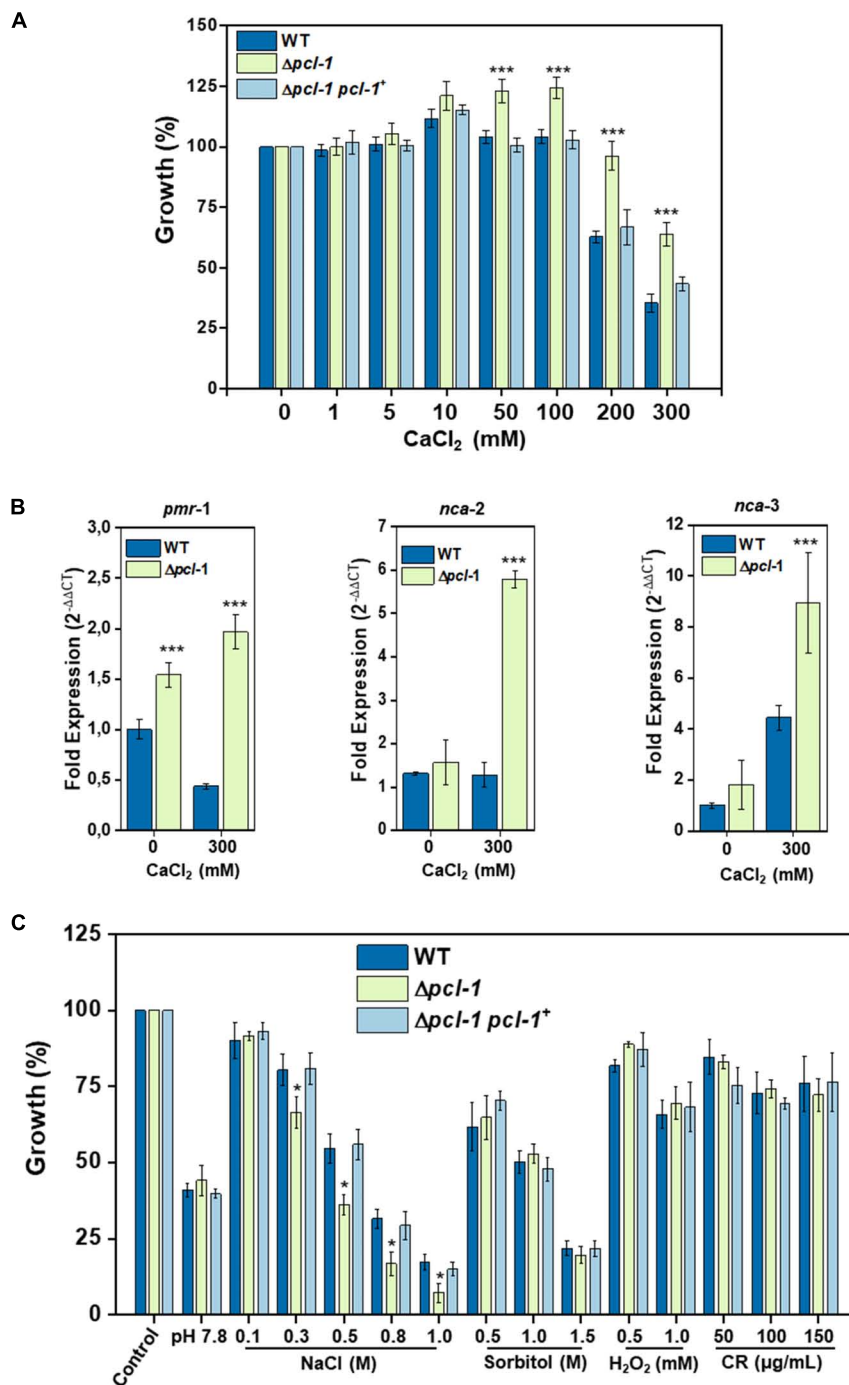 A
Growth (%)
150
125
100
75
50
25
0
WT
Δpcl-1
Δpcl-1 pcl-1⁺
*** *** *** ***
0 1 5 10 50 100 200 300
CaCl₂ (mM)
B
pmr-1
Fold Expression (2^-ΔΔCT)
3,0
2,5
2,0
1,5
1,0
0,5
0,0
WT
Δpcl-1
*** ***
0 300
CaCl₂ (mM)
nca-2
Fold Expression (2^-ΔΔCT)
7
6
5
4
3
2
1
0
WT
Δpcl-1
***
0 300
CaCl₂ (mM)
nca-3
Fold Expression (2^-ΔΔCT)
12
10
8
6
4
2
0
WT
Δpcl-1
***
0 300
CaCl₂ (mM)
C
Growth (%)
125
100
75
50
25
0
WT
Δpcl-1
Δpcl-1 pcl-1⁺
* * * *
Control pH 7.8 0.1 0.3 0.5 0.8 1.0 0.5 1.0 1.5 0.5 1.0 50 100 150
NaCl (M) Sorbitol (M) H₂O₂ (mM) CR (µg/mL)